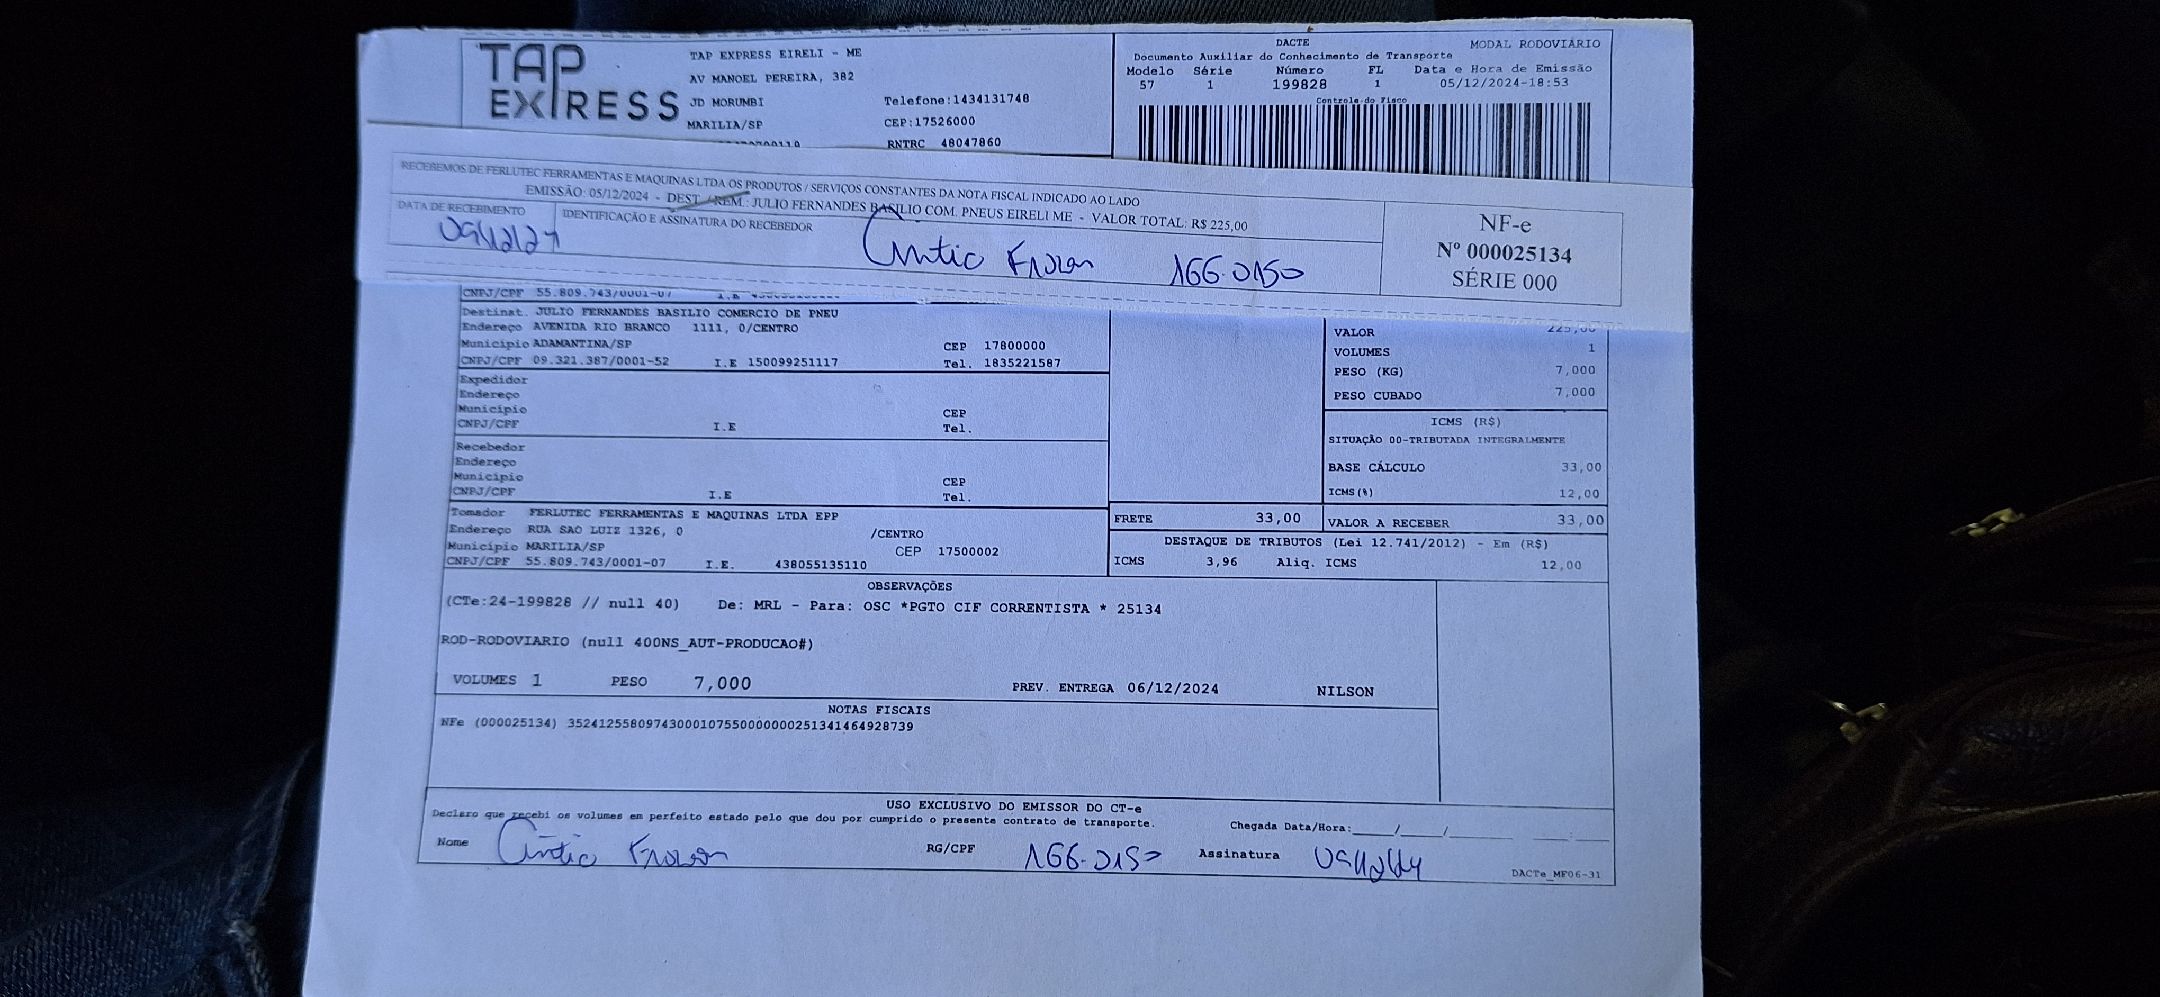 TAP EXPRESS
TAP EXPRESS EIRELI - ME
AV MANOEL PEREIRA, 382
JD MORUMBI Telefone:1434131748
MARILIA/SP CEP:17526000
RNTRC 48047860
DACTE MODAL RODOVIÁRIO
Documento Auxiliar do Conhecimento de Transporte
Modelo Série Número FL Data e Hora de Emissão
57 1 199828 1 05/12/2024-18:53
Controle do Fisco
RECEBEMOS DE FERLUTEC FERRAMENTAS E MAQUINAS LTDA OS PRODUTOS / SERVIÇOS CONSTANTES DA NOTA FISCAL INDICADO AO LADO
EMISSÃO: 05/12/2024 - DEST. / REM.: JULIO FERNANDES BASILIO COM. PNEUS EIRELI ME - VALOR TOTAL: R$ 225,00
DATA DE RECEBIMENTO IDENTIFICAÇÃO E ASSINATURA DO RECEBEDOR
166.0150
NF-e
Nº 000025134
SÉRIE 000
CNPJ/CPF 55.809.743/0001-07 I.E
Destinat. JULIO FERNANDES BASILIO COMERCIO DE PNEU
Endereço AVENIDA RIO BRANCO 1111, 0/CENTRO
Município ADAMANTINA/SP CEP 17800000
CNPJ/CPF 09.321.387/0001-52 I.E 150099251117 Tel. 1835221587
Expedidor
Endereço
Município CEP
CNPJ/CPF I.E Tel.
Recebedor
Endereço
Município CEP
CNPJ/CPF I.E Tel.
Tomador FERLUTEC FERRAMENTAS E MAQUINAS LTDA EPP
Endereço RUA SAO LUIZ 1326, 0 /CENTRO
Município MARILIA/SP CEP 17500002
CNPJ/CPF 55.809.743/0001-07 I.E. 438055135110
VALOR 225,00
VOLUMES 1
PESO (KG) 7,000
PESO CUBADO 7,000
ICMS (R$)
SITUAÇÃO 00-TRIBUTADA INTEGRALMENTE
BASE CÁLCULO 33,00
ICMS(%) 12,00
FRETE 33,00 VALOR A RECEBER 33,00
DESTAQUE DE TRIBUTOS (Lei 12.741/2012) - Em (R$)
ICMS 3,96 Aliq. ICMS 12,00
OBSERVAÇÕES
(CTe:24-199828 // null 40) De: MRL - Para: OSC *PGTO CIF CORRENTISTA * 25134
ROD-RODOVIARIO (null 400NS_AUT-PRODUCAO#)
VOLUMES 1 PESO 7,000 PREV. ENTREGA 06/12/2024 NILSON
NOTAS FISCAIS
NFe (000025134) 35241255809743000107550000000251341464928739
USO EXCLUSIVO DO EMISSOR DO CT-e
Declaro que recebi os volumes em perfeito estado pelo que dou por cumprido o presente contrato de transporte. Chegada Data/Hora:____/____/______ ___:___
Nome RG/CPF 166.0150 Assinatura
DACTe_MF06-31